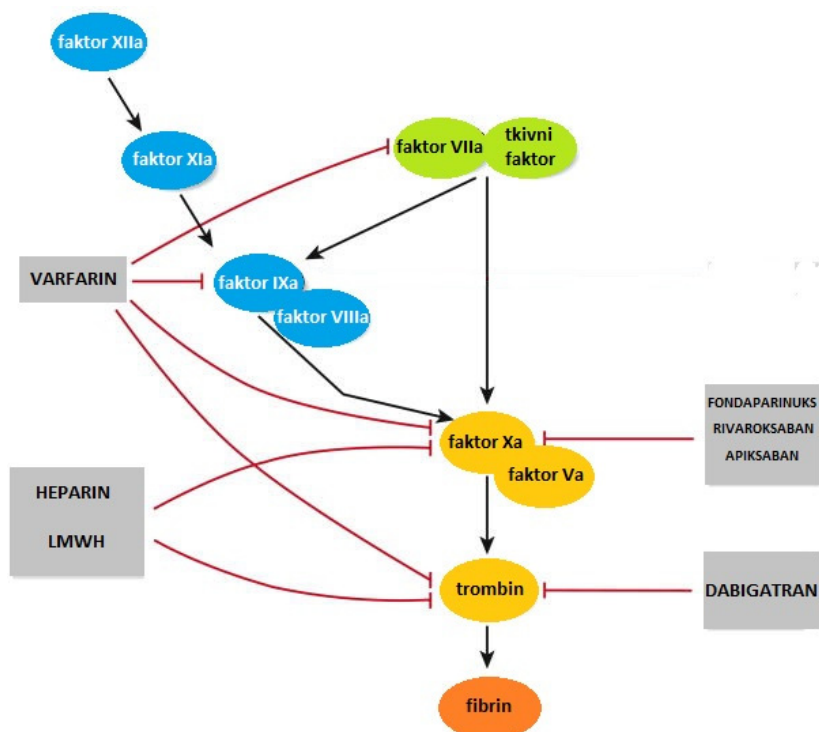 faktor XIIa
faktor XIa
faktor VIIa
tkivni
faktor
VARFARIN
faktor IXa
faktor VIIIa
FONDAPARINUKS
RIVAROKSABAN
APIKSABAN
faktor Xa
faktor Va
HEPARIN
LMWH
trombin
DABIGATRAN
fibrin